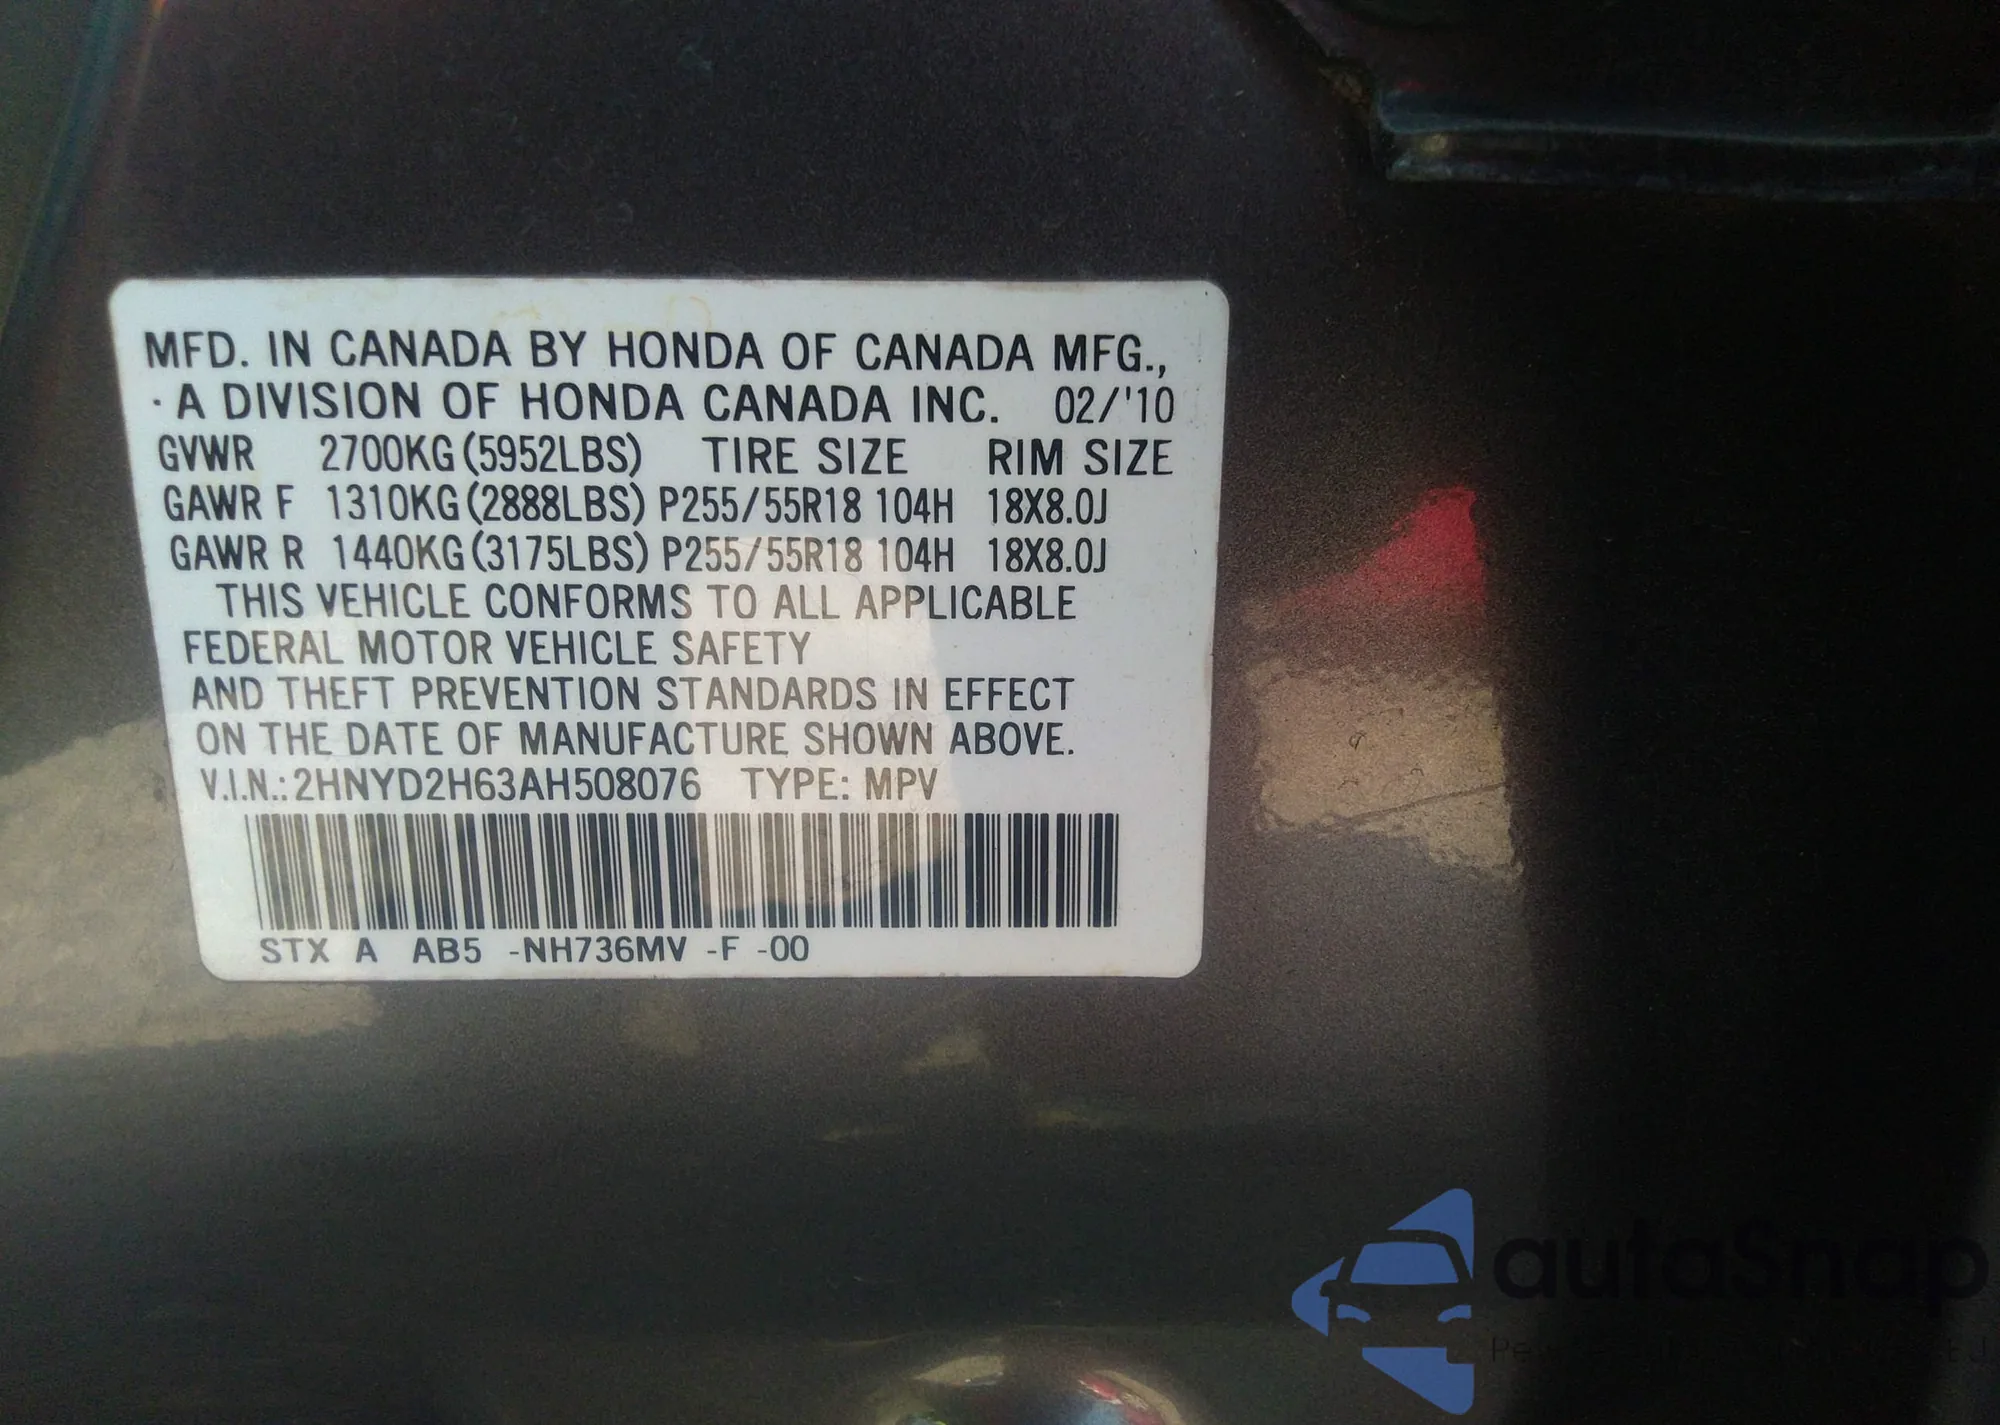 MFD. IN CANADA BY HONDA OF CANADA MFG.,
· A DIVISION OF HONDA CANADA INC. 02/'10
GVWR 2700KG (5952LBS) TIRE SIZE RIM SIZE
GAWR F 1310KG (2888LBS) P255/55R18 104H 18X8.0J
GAWR R 1440KG (3175LBS) P255/55R18 104H 18X8.0J
THIS VEHICLE CONFORMS TO ALL APPLICABLE
FEDERAL MOTOR VEHICLE SAFETY
AND THEFT PREVENTION STANDARDS IN EFFECT
ON THE DATE OF MANUFACTURE SHOWN ABOVE.
V.I.N.: 2HNYD2H63AH508076 TYPE: MPV
STX A AB5 -NH736MV -F -00
autaSnap